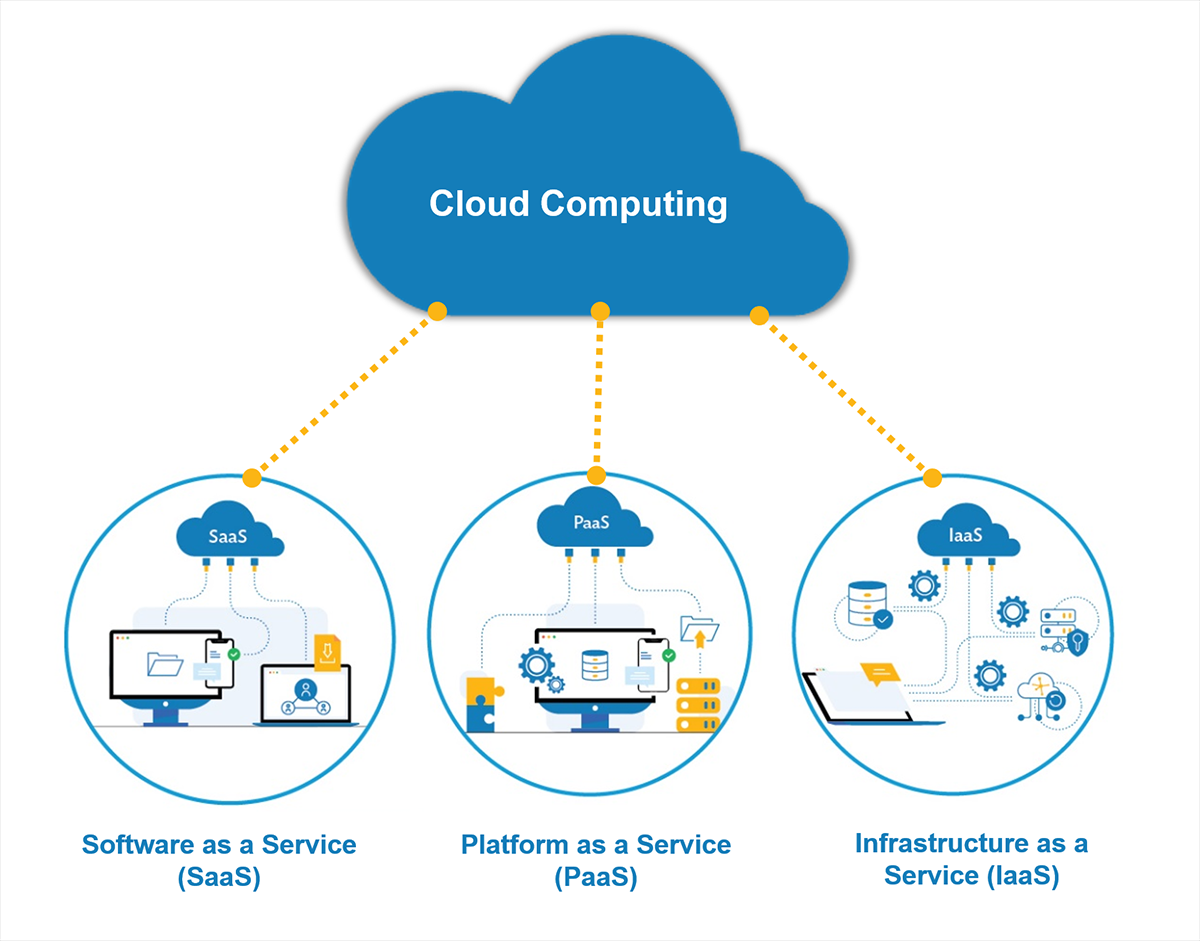 Cloud Computing
SaaS
PaaS
IaaS
Software as a Service
(SaaS)
Platform as a Service
(PaaS)
Infrastructure as a
Service (IaaS)